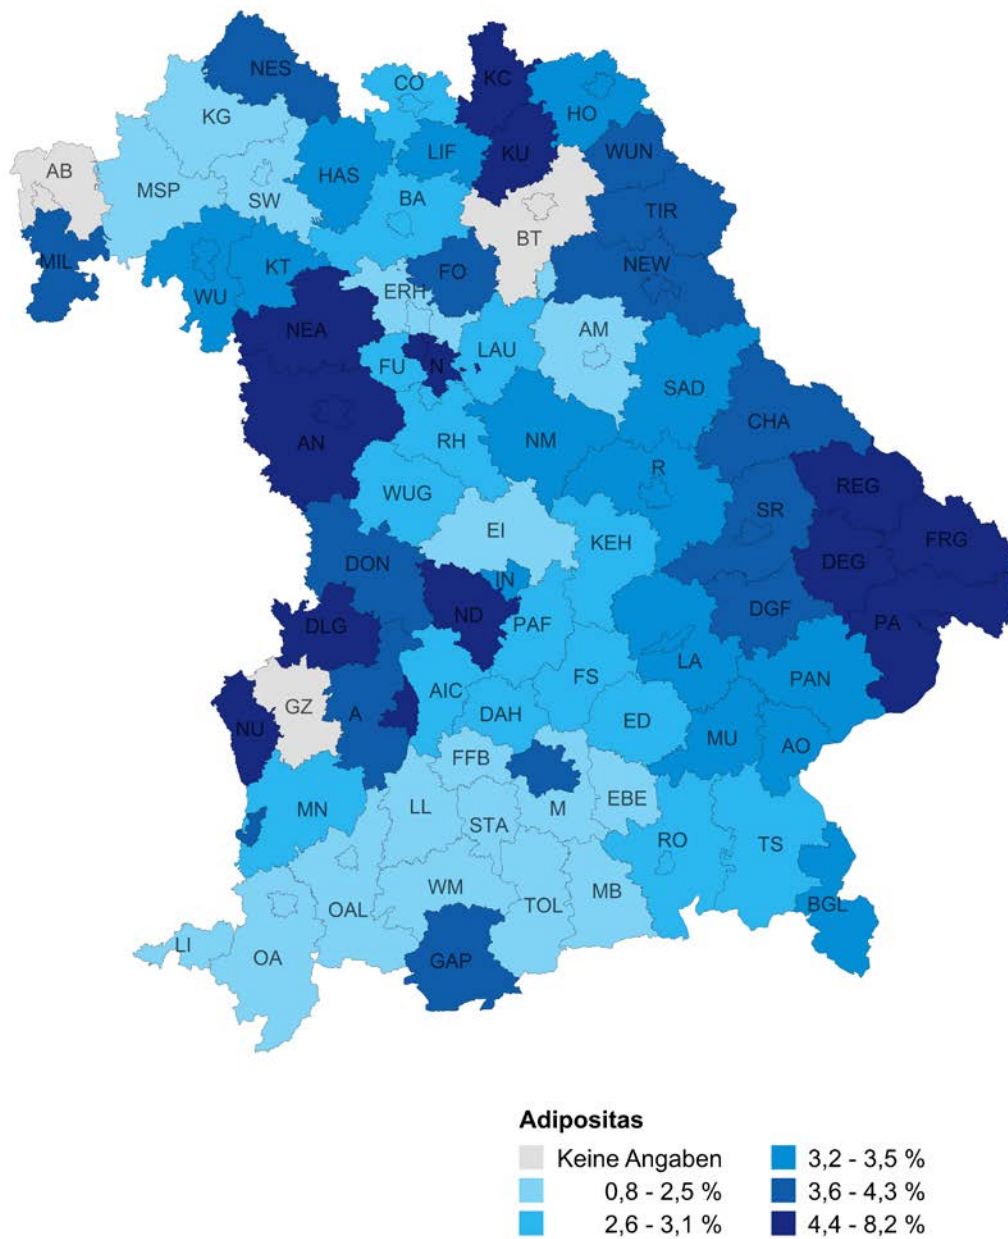 NES
CO
KC
KG
HO
AB
HAS
LIF
KU
WUN
MSP
SW
BA
TIR
MIL
KT
BT
WU
FO
NEW
ERH
NEA
AM
FU
N
LAU
SAD
AN
RH
NM
CHA
R
WUG
REG
EI
SR
KEH
FRG
DON
IN
DEG
ND
DGF
DLG
PAF
PA
LA
AIC
FS
PAN
GZ
A
DAH
ED
NU
MU
AO
FFB
MN
LL
M
EBE
STA
RO
TS
WM
MB
OAL
TOL
BGL
LI
OA
GAP
Adipositas
Keine Angaben
0,8 - 2,5 %
2,6 - 3,1 %
3,2 - 3,5 %
3,6 - 4,3 %
4,4 - 8,2 %